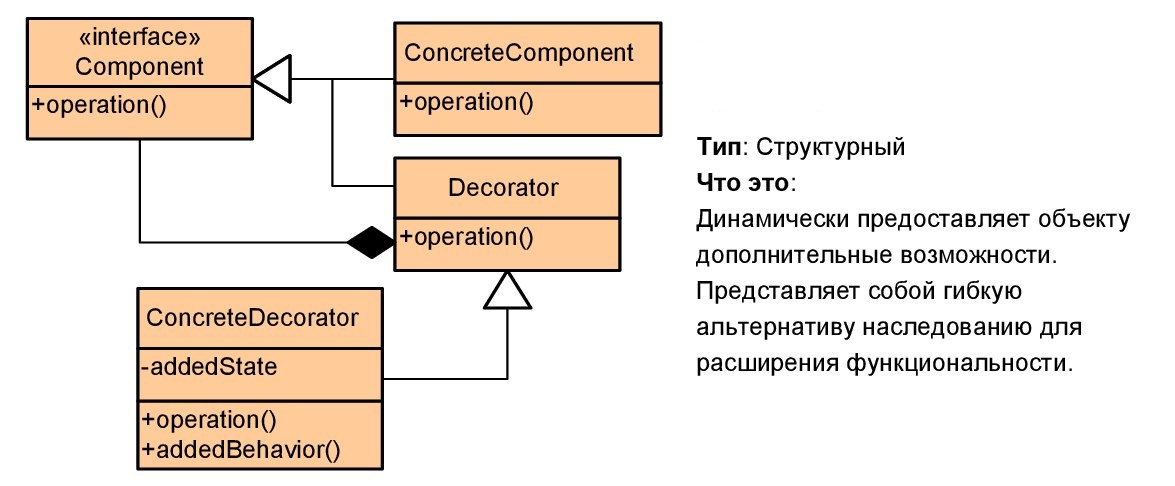 «interface»
Component
+operation()
ConcreteComponent
+operation()
Decorator
+operation()
ConcreteDecorator
-addedState
+operation()
+addedBehavior()
Тип: Структурный
Что это:
Динамически предоставляет объекту
дополнительные возможности.
Представляет собой гибкую
альтернативу наследованию для
расширения функциональности.